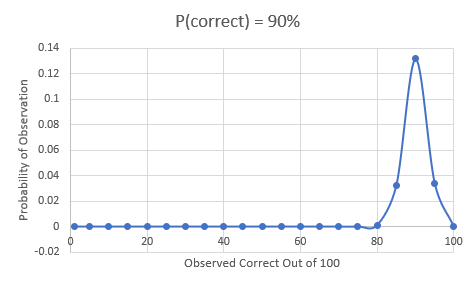 P(correct) = 90%
0.14
0.12
0.1
0.08
0.06
0.04
0.02
0
-0.02
Probability of Observation
0 20 40 60 80 100
Observed Correct Out of 100